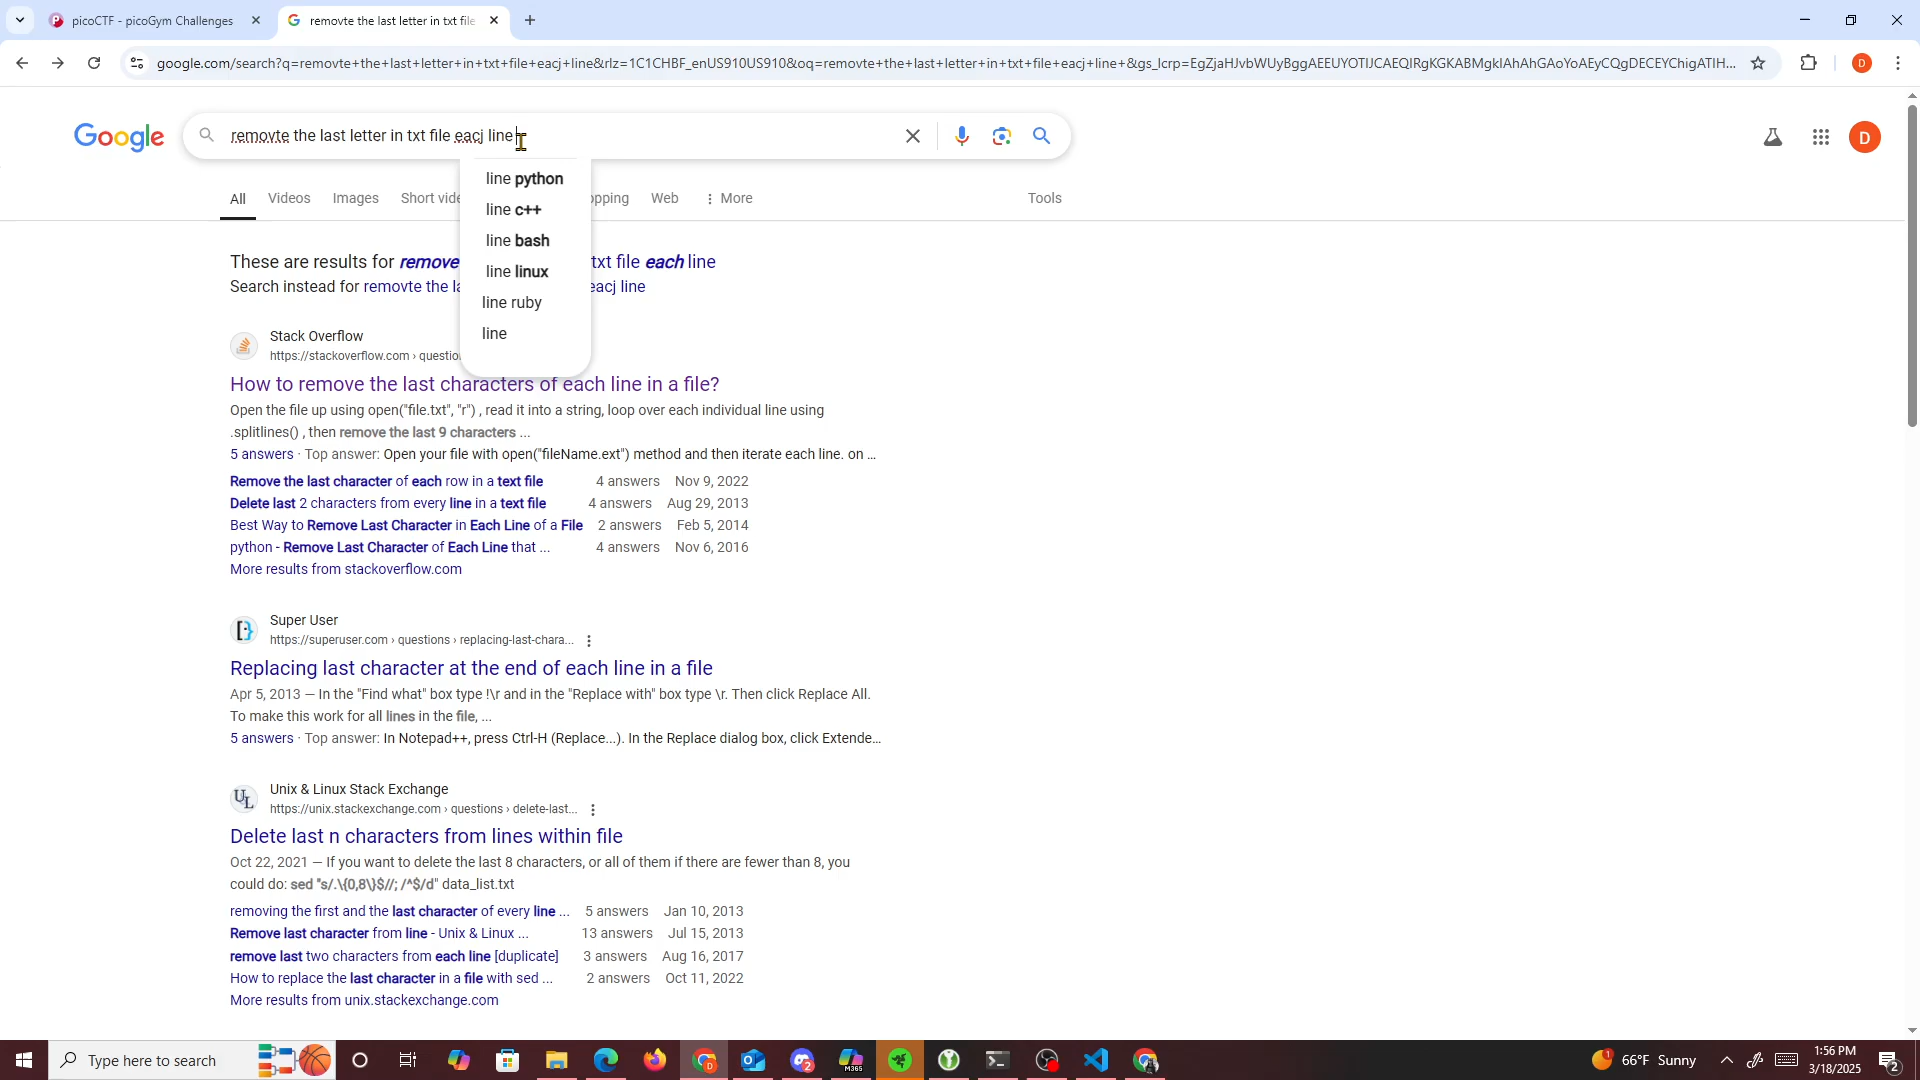 picoCTF - picoGym Challenges
removte the last letter in txt file
google.com/search?q=removte+the+last+letter+in+txt+file+eacj+line&rlz=1C1CHBF_enUS910US910&oq=removte+the+last+letter+in+txt+file+eacj+line+&gs_lcrp=EgZjaHJvbWUyBggAEEUYOTIJCAEQIRgKGKABMgkIAhAhGAoYoAEyCQgDECEYChigATIH...
D
Google
removte the last letter in txt file eacj line
D
line python
line c++
line bash
line linux
line ruby
line
All
Videos
Images
Short vide
opping
Web
More
Tools
These are results for remove txt file each line
Search instead for removte the la eacj line
Stack Overflow
https://stackoverflow.com › questio
How to remove the last characters of each line in a file?
Open the file up using open("file.txt", "r") , read it into a string, loop over each individual line using
.splitlines() , then remove the last 9 characters ...
5 answers · Top answer: Open your file with open("fileName.ext") method and then iterate each line. on ...
Remove the last character of each row in a text file 4 answers Nov 9, 2022
Delete last 2 characters from every line in a text file 4 answers Aug 29, 2013
Best Way to Remove Last Character in Each Line of a File 2 answers Feb 5, 2014
python - Remove Last Character of Each Line that ... 4 answers Nov 6, 2016
More results from stackoverflow.com
Super User
https://superuser.com › questions › replacing-last-chara...
Replacing last character at the end of each line in a file
Apr 5, 2013 — In the "Find what" box type !\r and in the "Replace with" box type \r. Then click Replace All.
To make this work for all lines in the file, ...
5 answers · Top answer: In Notepad++, press Ctrl-H (Replace...). In the Replace dialog box, click Extende...
UL
Unix & Linux Stack Exchange
https://unix.stackexchange.com › questions › delete-last...
Delete last n characters from lines within file
Oct 22, 2021 — If you want to delete the last 8 characters, or all of them if there are fewer than 8, you
could do: sed "s/.\{0,8\}$//; /^$/d" data_list.txt
removing the first and the last character of every line ... 5 answers Jan 10, 2013
Remove last character from line - Unix & Linux ... 13 answers Jul 15, 2013
remove last two characters from each line [duplicate] 3 answers Aug 16, 2017
How to replace the last character in a file with sed ... 2 answers Oct 11, 2022
More results from unix.stackexchange.com
Type here to search
M365
66°F Sunny
1:56 PM
3/18/2025
2